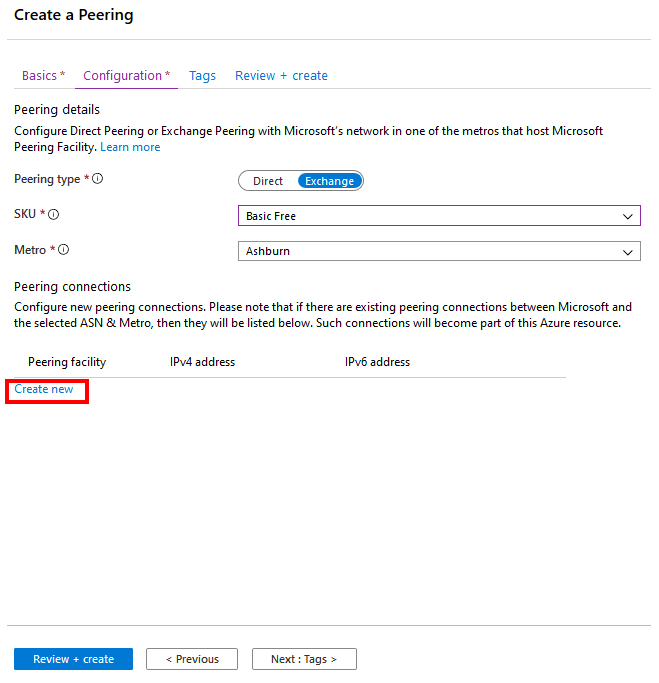 Create a Peering
Basics * Configuration * Tags Review + create
Peering details
Configure Direct Peering or Exchange Peering with Microsoft's network in one of the metros that host Microsoft
Peering Facility. Learn more
Peering type * Direct Exchange
SKU * Basic Free
Metro * Ashburn
Peering connections
Configure new peering connections. Please note that if there are existing peering connections between Microsoft and
the selected ASN & Metro, then they will be listed below. Such connections will become part of this Azure resource.
Peering facility IPv4 address IPv6 address
Create new
Review + create < Previous Next : Tags >